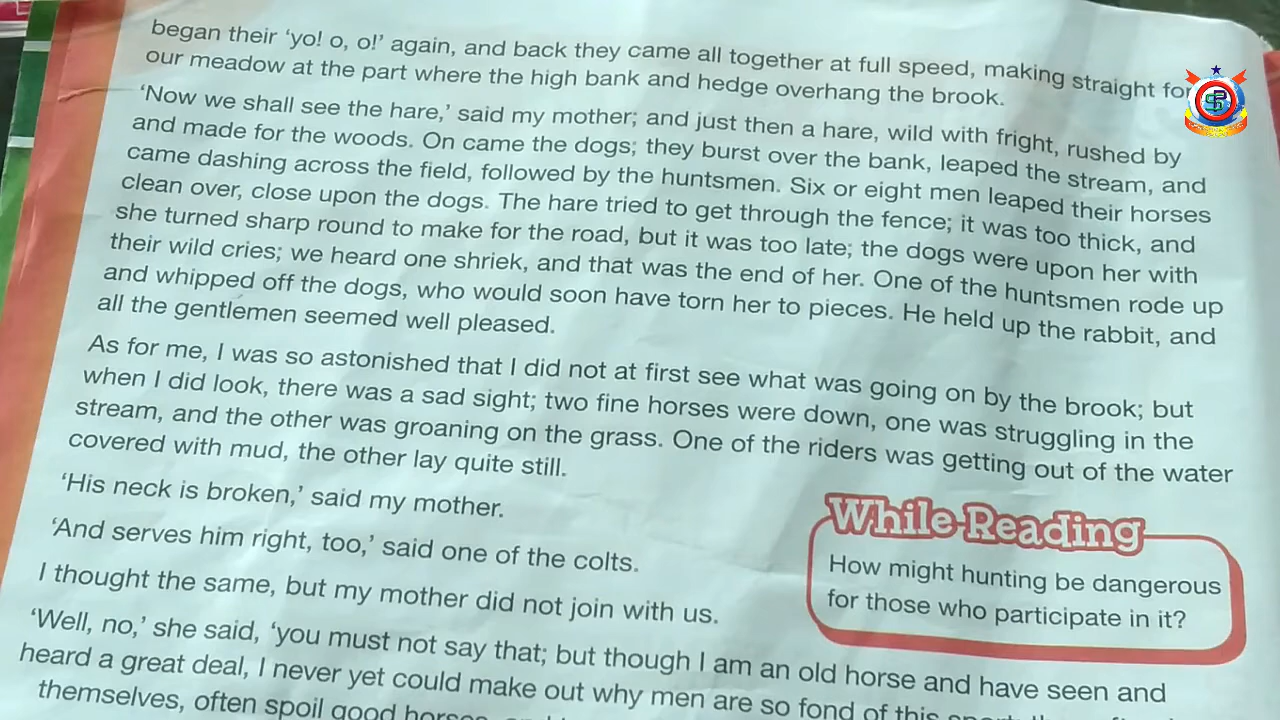 began their ‘yo! o, o!’ again, and back they came all together at full speed, making straight for
our meadow at the part where the high bank and hedge overhang the brook.
‘Now we shall see the hare,’ said my mother; and just then a hare, wild with fright, rushed by
and made for the woods. On came the dogs; they burst over the bank, leaped the stream, and
came dashing across the field, followed by the huntsmen. Six or eight men leaped their horses
clean over, close upon the dogs. The hare tried to get through the fence; it was too thick, and
she turned sharp round to make for the road, but it was too late; the dogs were upon her with
their wild cries; we heard one shriek, and that was the end of her. One of the huntsmen rode up
and whipped off the dogs, who would soon have torn her to pieces. He held up the rabbit, and
all the gentlemen seemed well pleased.
As for me, I was so astonished that I did not at first see what was going on by the brook; but
when I did look, there was a sad sight; two fine horses were down, one was struggling in the
stream, and the other was groaning on the grass. One of the riders was getting out of the water
covered with mud, the other lay quite still.
‘His neck is broken,’ said my mother.
‘And serves him right, too,’ said one of the colts.
I thought the same, but my mother did not join with us.
‘Well, no,’ she said, ‘you must not say that; but though I am an old horse and have seen and
heard a great deal, I never yet could make out why men are so fond of this
themselves, often spoil good
While-Reading
How might hunting be dangerous
for those who participate in it?